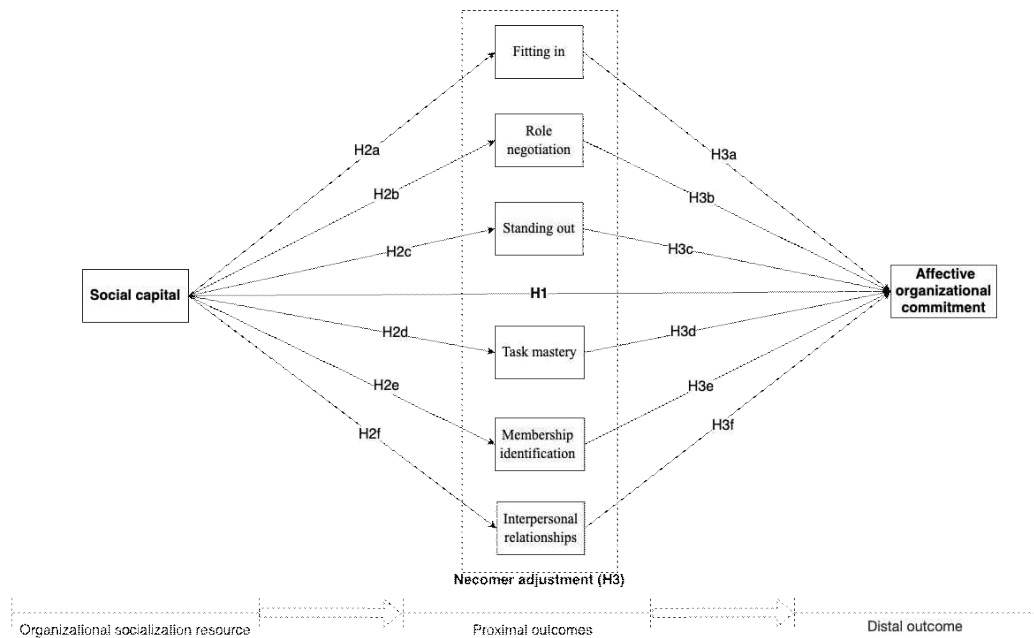 Fitting in
H2a
H3a
Role
negotiation
H2b
H3b
Standing out
H2c
H3c
Social capital
H1
Affective
organizational
commitment
H2d
H3d
Task mastery
H2e
H3e
Membership
identification
H2f
H3f
Interpersonal
relationships
Necomer adjustment (H3)
Organizational socialization resource
Proximal outcomes
Distal outcome